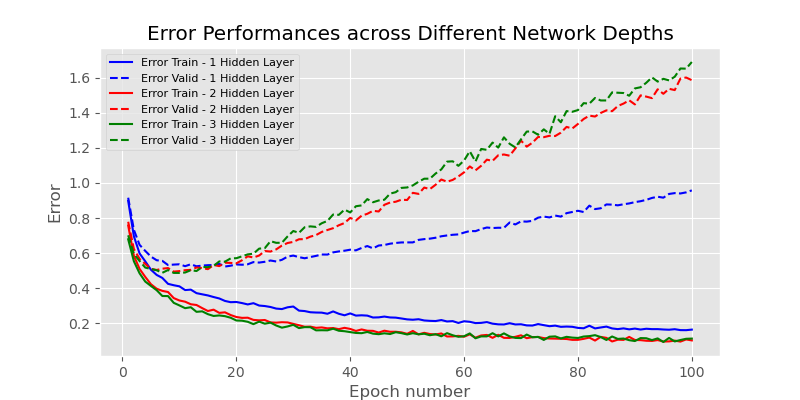 Error Performances across Different Network Depths
Error Train - 1 Hidden Layer
Error Valid - 1 Hidden Layer
Error Train - 2 Hidden Layer
Error Valid - 2 Hidden Layer
Error Train - 3 Hidden Layer
Error Valid - 3 Hidden Layer
1.6
1.4
1.2
1.0
0.8
0.6
0.4
0.2
Error
0 20 40 60 80 100
Epoch number